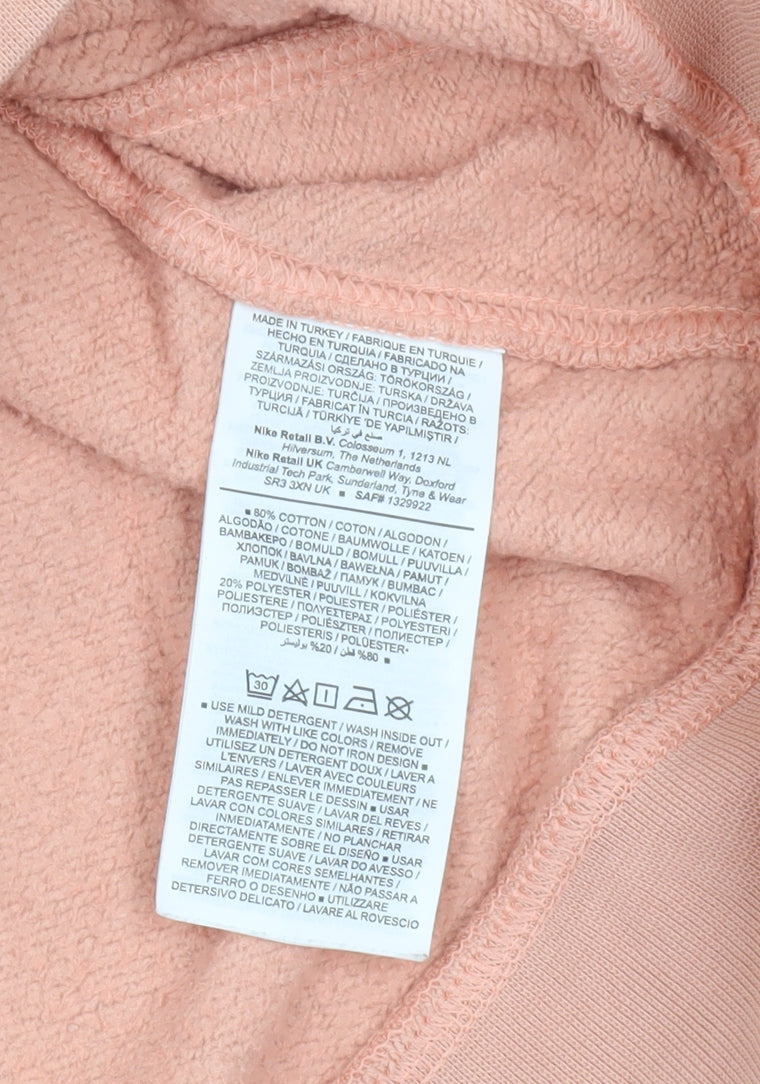 MADE IN TURKEY / FABRIQUE EN TURQUIE /
HECHO EN TURQUIA / FABRICADO NA
TURQUIA / СДЕЛАНО В ТУРЦИИ /
SZÁRMAZÁSI ORSZÁG: TÖRÖKORSZÁG /
ZEMLJA PROIZVODNJE: TURSKA / DRŽAVA
PROIZVODNJE: TURČIJA / ПРОИЗВЕДЕНО В
ТУРЦИЯ / FABRICAT ÎN TURCIA / RAŽOTS:
TURCIJĀ / TÜRKİYE 'DE YAPILMIŞTIR /
صنع في تركيا
Nike Retail B.V. Colosseum 1, 1213 NL
Hilversum, The Netherlands
Nike Retail UK Camberwell Way, Doxford
Industrial Tech Park, Sunderland, Tyne & Wear
SR3 3XN UK ■ SAF# 1329922
■ 80% COTTON / COTON / ALGODON /
ALGODÃO / COTONE / BAUMWOLLE / KATOEN /
ΒΑΜΒΑΚΕΡΟ / BOMULD / BOMULL / PUUVILLA /
ХЛОПОК / BAVLNA / BAWEŁNA / PAMUT /
PAMUK / BOMBAŽ / ПАМУК / BUMBAC /
MEDVILNĖ / PUUVILL / KOKVILNA
20% POLYESTER / POLIESTER / POLIÉSTER /
POLIESTERE / ΠΟΛΥΕΣΤΕΡΑΣ / POLYESTERI /
ПОЛИЭСТЕР / POLIÉSZTER / ПОЛИЕСТЕР /
POLIESTERIS / POLÜESTER*
80% قطن / 20% بوليستر ■
30
■ USE MILD DETERGENT / WASH INSIDE OUT /
WASH WITH LIKE COLORS / REMOVE
IMMEDIATELY / DO NOT IRON DESIGN ■
UTILISEZ UN DETERGENT DOUX / LAVER A
L'ENVERS / LAVER AVEC COULEURS
SIMILAIRES / ENLEVER IMMEDIATEMENT / NE
PAS REPASSER LE DESSIN ■ USAR
DETERGENTE SUAVE / LAVAR DEL REVES /
LAVAR CON COLORES SIMILARES / RETIRAR
INMEDIATAMENTE / NO PLANCHAR
DIRECTAMENTE SOBRE EL DISEÑO ■ USAR
DETERGENTE SUAVE / LAVAR DO AVESSO /
LAVAR COM CORES SEMELHANTES /
REMOVER IMEDIATAMENTE / NÃO PASSAR A
FERRO O DESENHO ■ UTILIZZARE
DETERSIVO DELICATO / LAVARE AL ROVESCIO